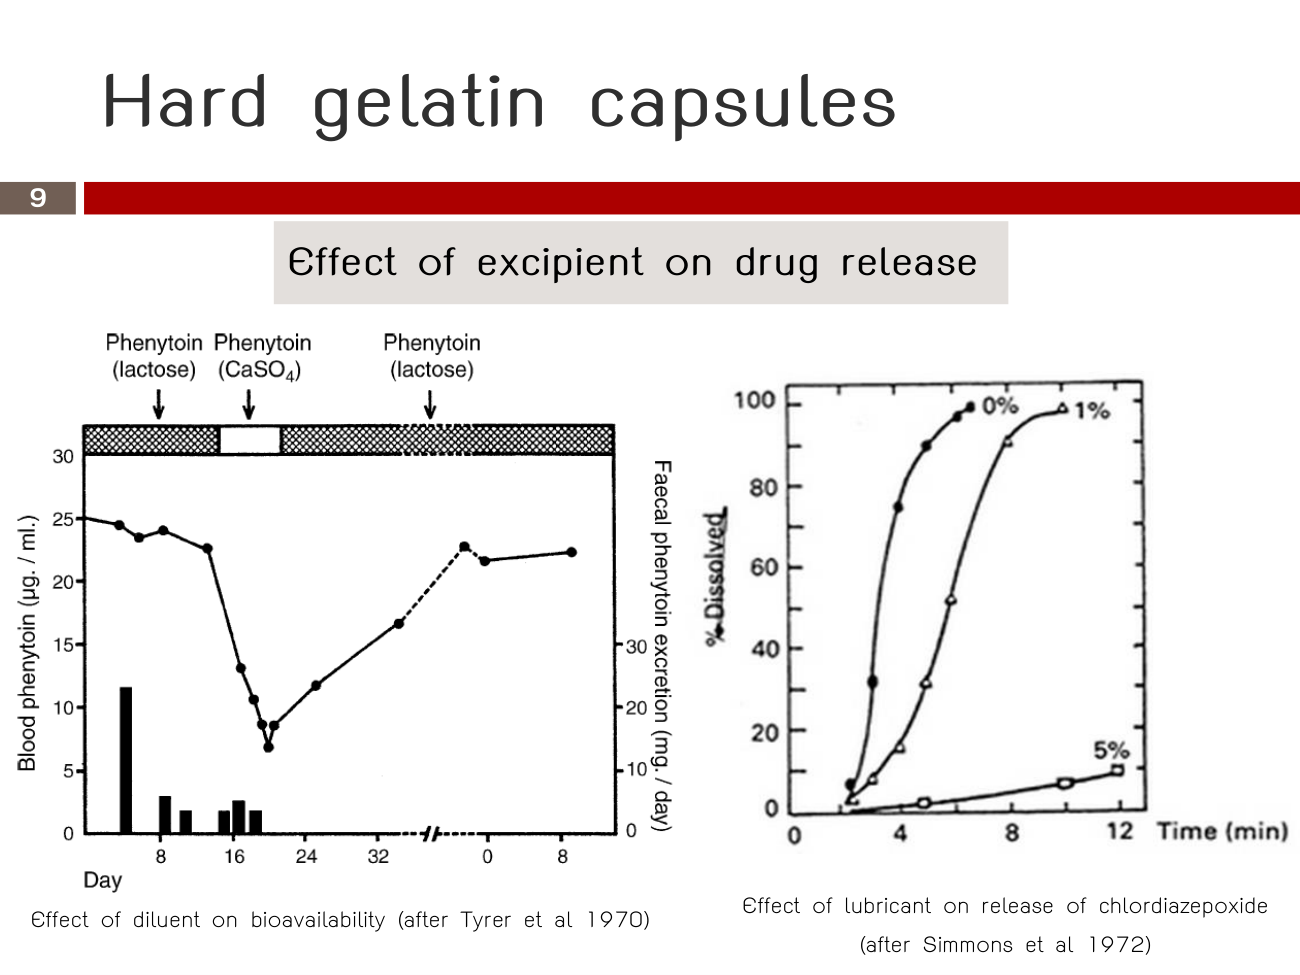 Hard gelatin capsules
9
Effect of excipient on drug release
Phenytoin Phenytoin Phenytoin
(lactose) (CaSO4) (lactose)
30
25
20
15
10
5
0
Blood phenytoin (µg. / ml.)
30
20
10
0
Faecal phenytoin excretion (mg. / day)
8 16 24 32 0 8
Day
Effect of diluent on bioavailability (after Tyrer et al 1970)
100
80
60
40
20
0
% Dissolved
0%
1%
5%
0 4 8 12 Time (min)
Effect of lubricant on release of chlordiazepoxide
(after Simmons et al 1972)